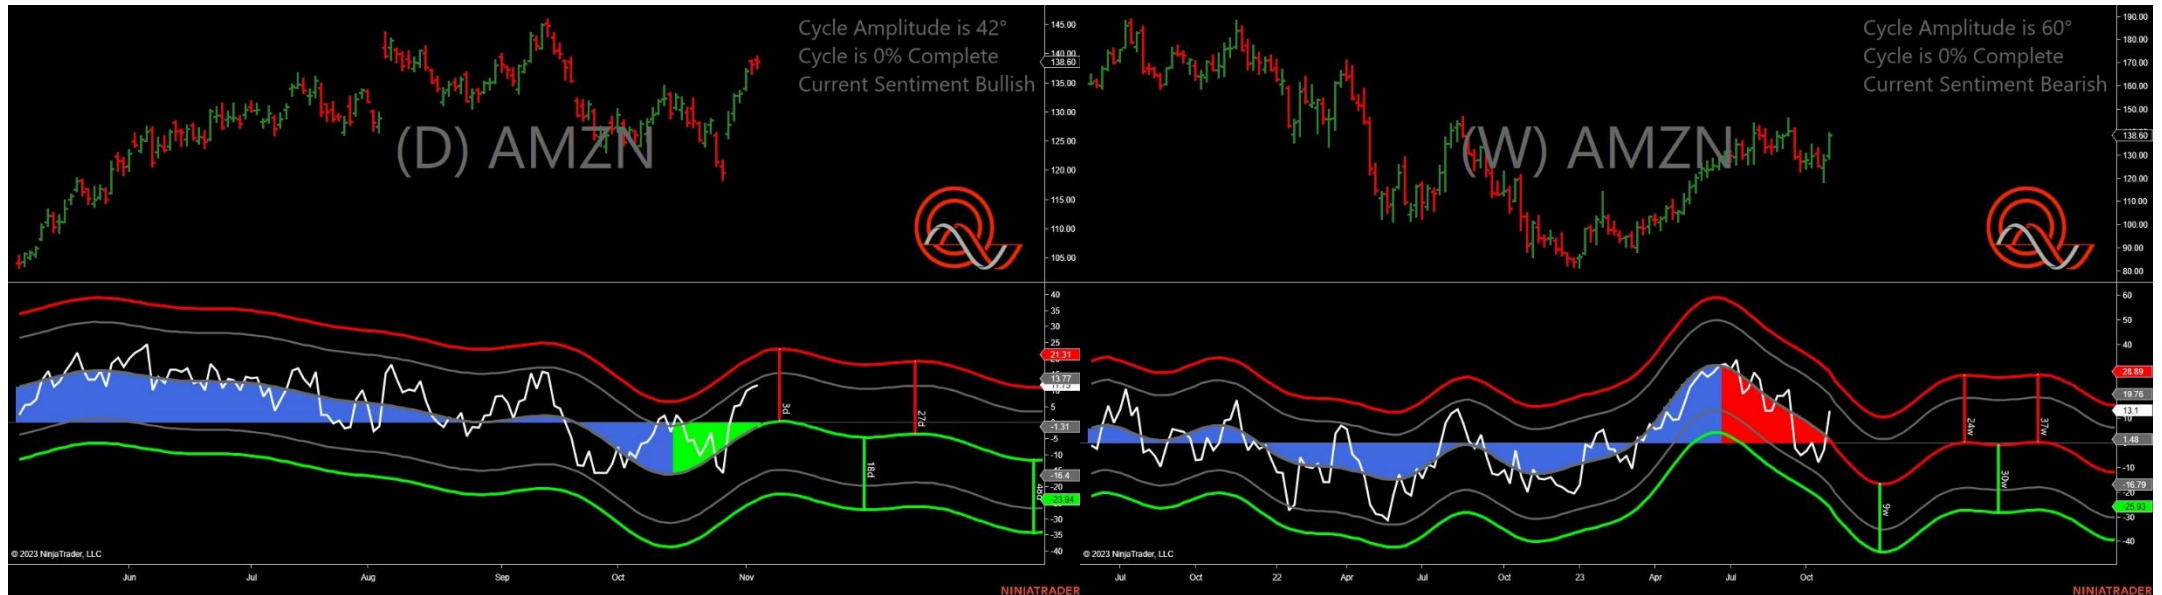 Cycle Amplitude is 42°
Cycle is 0% Complete
Current Sentiment Bullish
(D) AMZN
145.00
140.00
138.60
135.00
130.00
125.00
120.00
115.00
110.00
105.00
40
35
30
25
21.31
13.77
5
-1.31
-5
-10
-16.4
-20
-23.94
-30
-35
-40
3d
18d
27d
48d
© 2023 NinjaTrader, LLC
Jun Jul Aug Sep Oct Nov
NINJATRADER
Cycle Amplitude is 60°
Cycle is 0% Complete
Current Sentiment Bearish
(W) AMZN
190.00
180.00
170.00
160.00
150.00
138.60
130.00
120.00
110.00
100.00
90.00
80.00
60
50
40
28.89
19.76
13.1
1.48
-10
-16.79
-20
-25.93
-30
-40
9w
24w
30w
37w
© 2023 NinjaTrader, LLC
Jul Oct 22 Apr Jul Oct 23 Apr Jul Oct
NINJATRADER